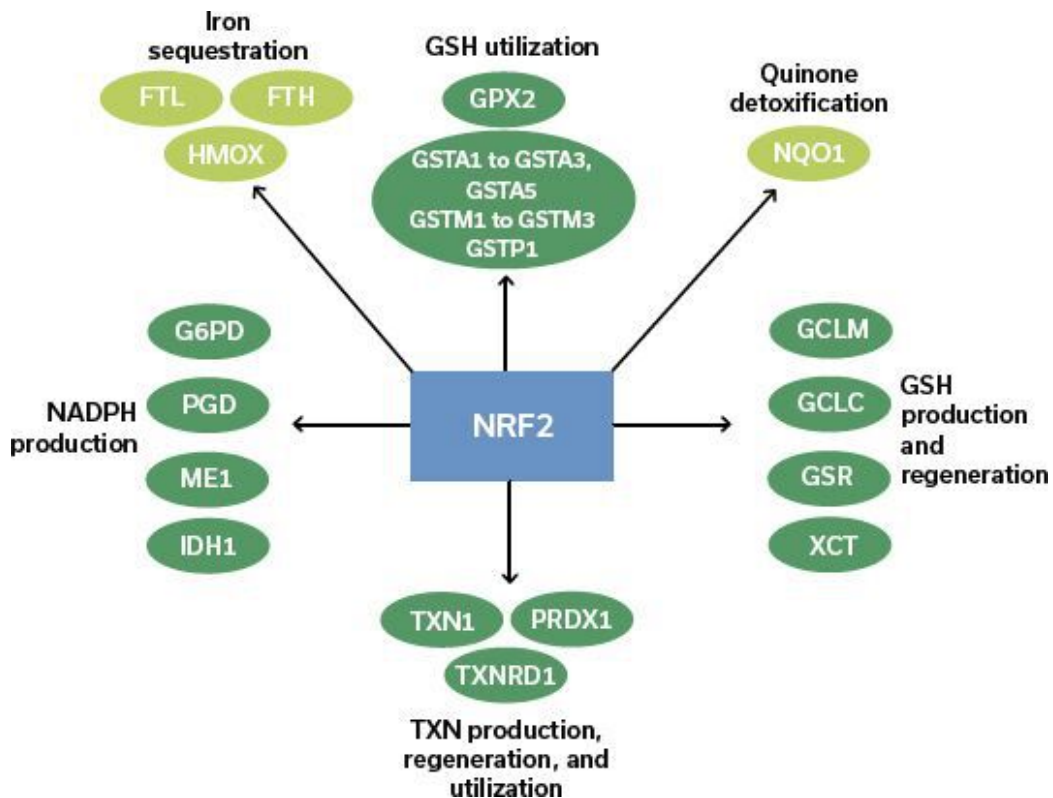 Iron
sequestration
FTL
FTH
HMOX
GSH utilization
GPX2
GSTA1 to GSTA3,
GSTA5
GSTM1 to GSTM3
GSTP1
Quinone
detoxification
NQO1
NADPH
production
G6PD
PGD
ME1
IDH1
NRF2
GCLM
GCLC
GSR
XCT
GSH
production
and
regeneration
TXN1
PRDX1
TXNRD1
TXN production,
regeneration, and
utilization